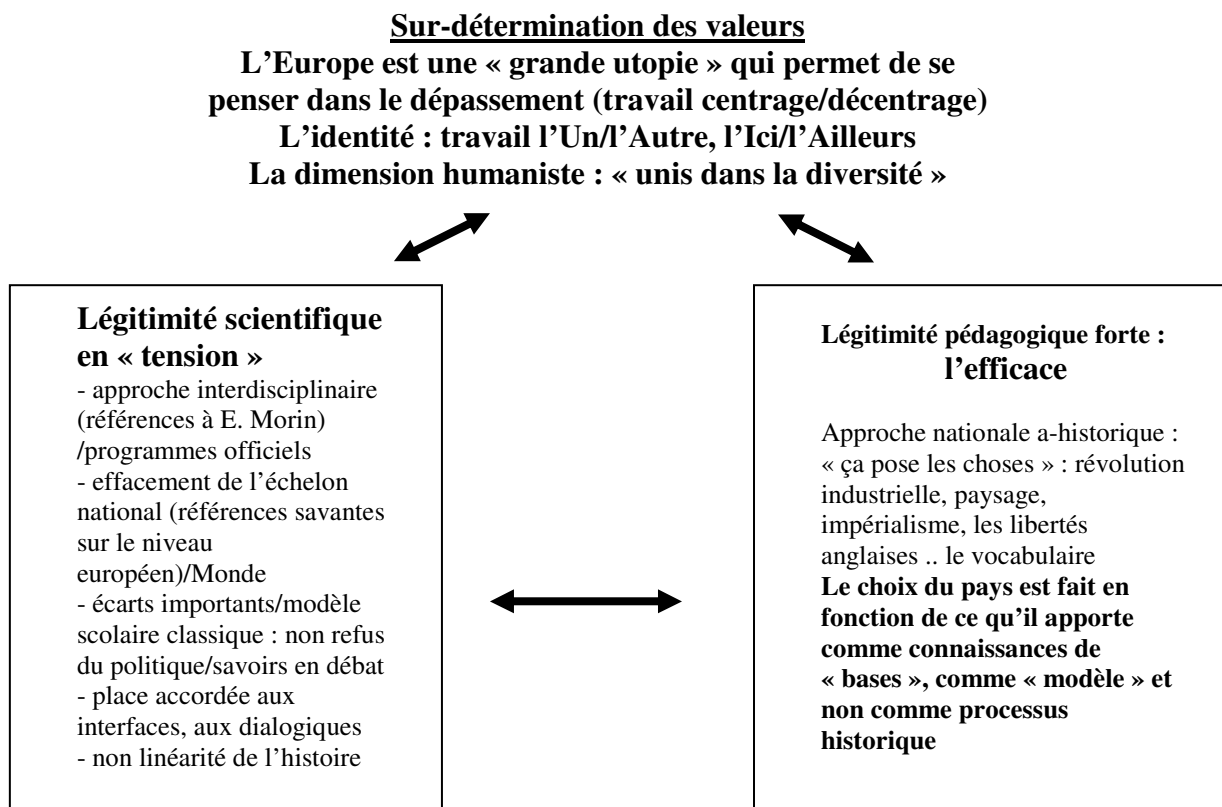 Sur-détermination des valeurs
L’Europe est une « grande utopie » qui permet de se
penser dans le dépassement (travail centrage/décentrage)
L’identité : travail l’Un/l’Autre, l’Ici/l’Ailleurs
La dimension humaniste : « unis dans la diversité »
Légitimité scientifique
en « tension »
- approche interdisciplinaire
(références à E. Morin)
/programmes officiels
- effacement de l’échelon
national (références savantes
sur le niveau
européen)/Monde
- écarts importants/modèle
scolaire classique : non refus
du politique/savoirs en débat
- place accordée aux
interfaces, aux dialogiques
- non linéarité de l’histoire
Légitimité pédagogique forte :
l’efficace
Approche nationale a-historique :
« ça pose les choses » : révolution
industrielle, paysage,
impérialisme, les libertés
anglaises .. le vocabulaire
Le choix du pays est fait en
fonction de ce qu’il apporte
comme connaissances de
« bases », comme « modèle » et
non comme processus
historique